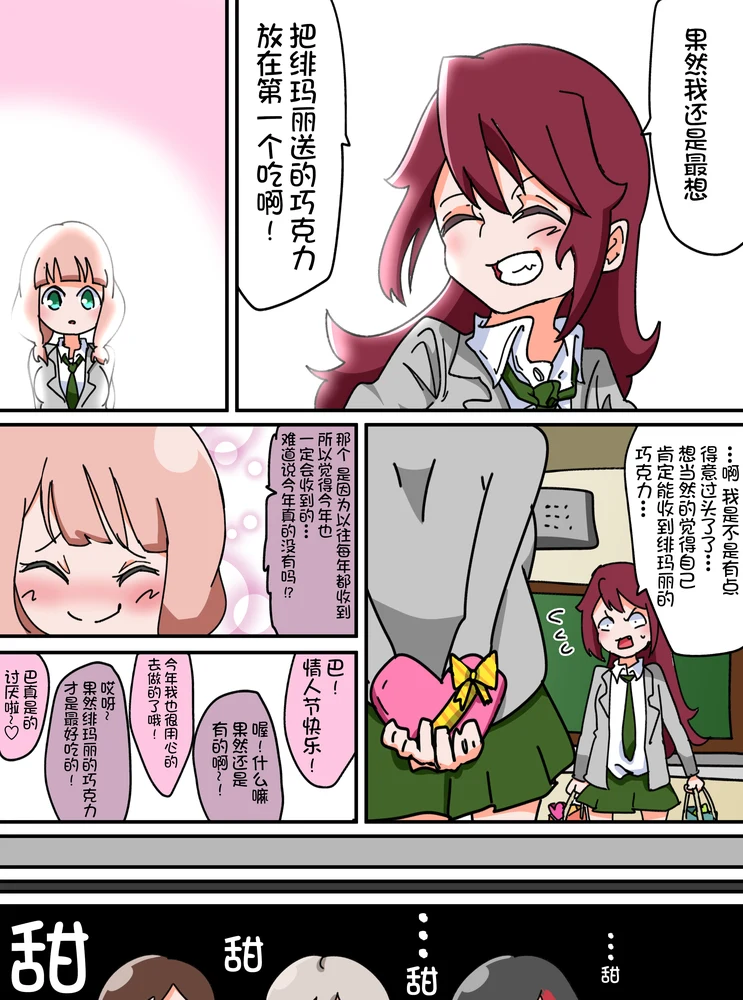 果然我还是最想
把绯玛丽送的巧克力
放在第一个吃啊！
…啊 我是不是有点
得意过头了了…
想当然的觉得自己
肯定能收到绯玛丽的
巧克力…
那个 是因为以往每年都收到
所以觉得今年也
一定会收到的…
难道说今年真的没有吗!?
巴！
情人节快乐！
喔！什么嘛
果然还是
有的啊~！
今年我也很用心的
去做的了哦！
哎呀~
果然绯玛丽的巧克力
才是最好吃的！
巴真是的
讨厌啦~♡
…
甜
…
甜
甜
甜